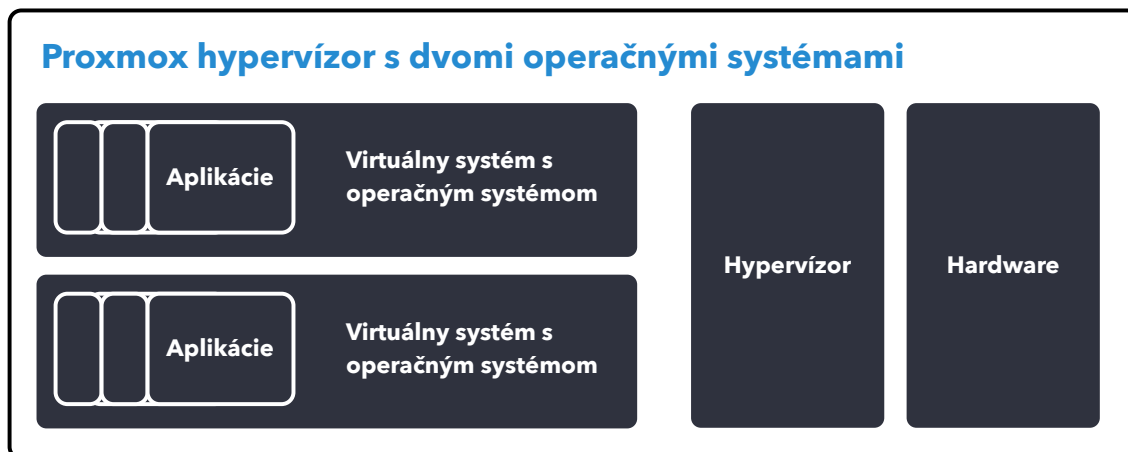 Proxmox hypervízor s dvomi operačnými systémami
Aplikácie
Virtuálny systém s
operačným systémom
Aplikácie
Virtuálny systém s
operačným systémom
Hypervízor
Hardware